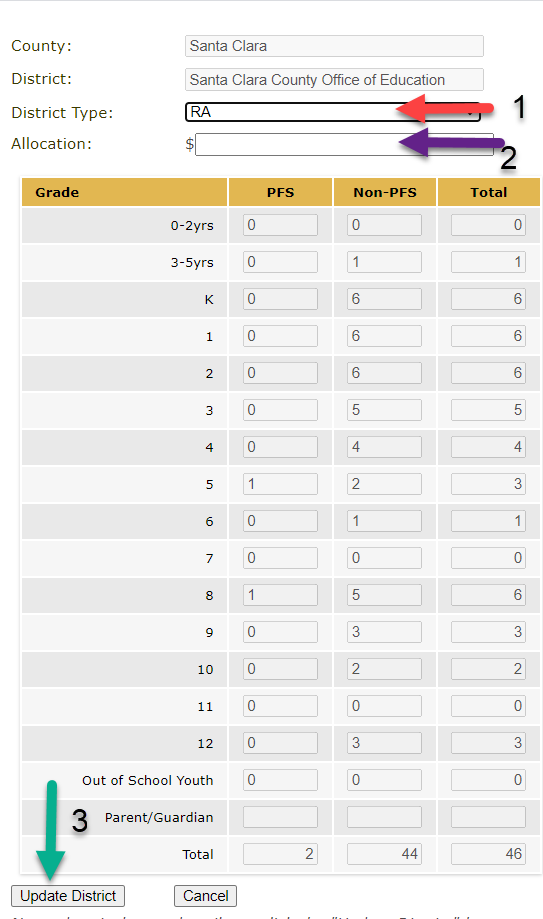 County: Santa Clara
District: Santa Clara County Office of Education
District Type: RA 1
Allocation: $ 2
Grade PFS Non-PFS Total
0-2yrs 0 0 0
3-5yrs 0 1 1
K 0 6 6
1 0 6 6
2 0 6 6
3 0 5 5
4 0 4 4
5 1 2 3
6 0 1 1
7 0 0 0
8 1 5 6
9 0 3 3
10 0 2 2
11 0 0 0
12 0 3 3
Out of School Youth 0 0 0
3 Parent/Guardian
Total 2 44 46
Update District Cancel